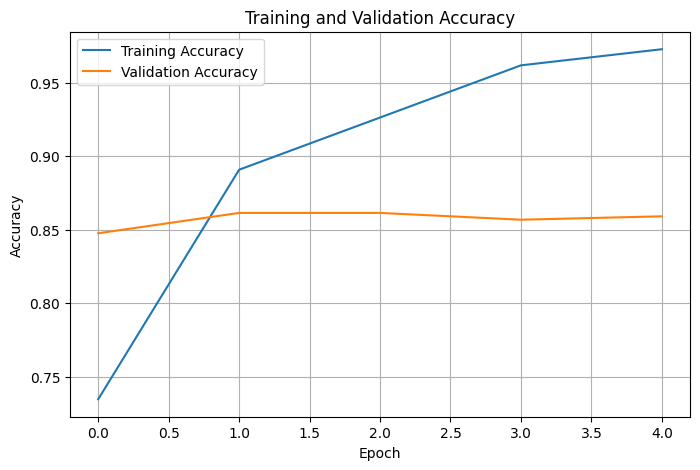 Training and Validation Accuracy
Training Accuracy
Validation Accuracy
Accuracy
0.95
0.90
0.85
0.80
0.75
0.0 0.5 1.0 1.5 2.0 2.5 3.0 3.5 4.0
Epoch